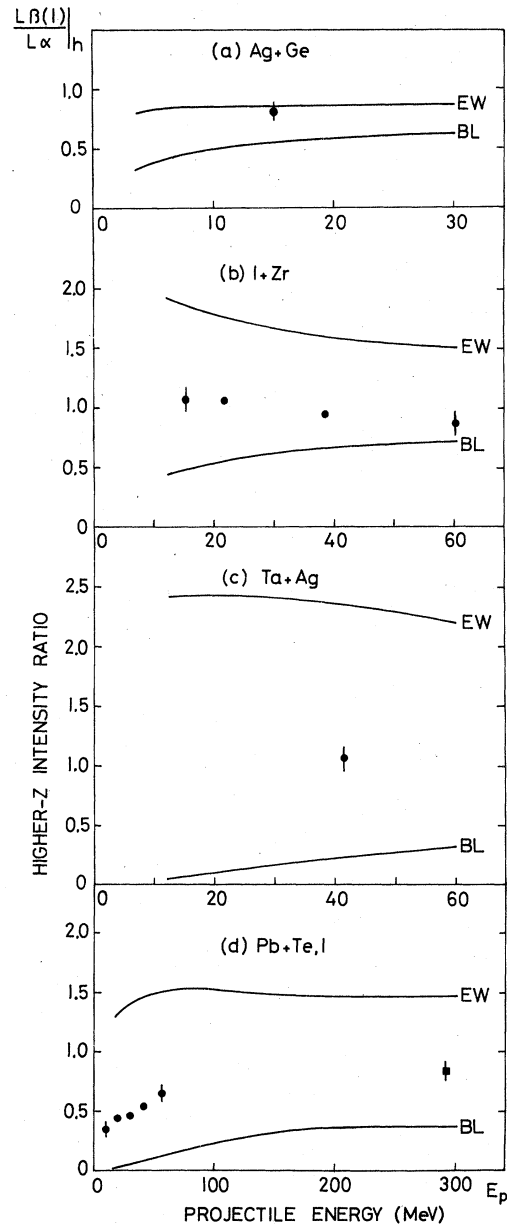 Lβ(1)
Lα |h
(a) Ag+Ge
1.0
EW
0.5
BL
0
0 10 20 30
(b) I+Zr
2.0
EW
1.5
1.0
BL
0.5
0
0 20 40 60
(c) Ta+Ag
2.5
EW
2.0
1.5
1.0
0.5
BL
0
0 20 40 60
HIGHER-Z INTENSITY RATIO
(d) Pb+Te,I
2.0
EW
1.5
1.0
0.5
BL
0
0 100 200 300 Ep
PROJECTILE ENERGY (MeV)